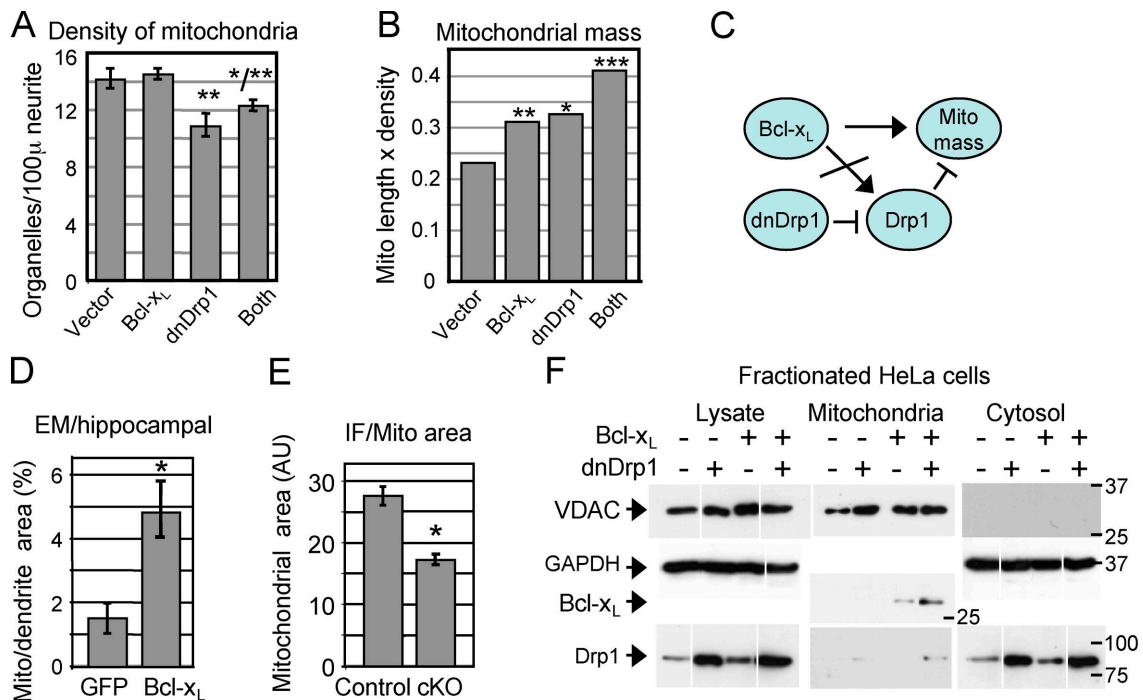 A
Density of mitochondria
Organelles/100µ neurite
16
12
8
4
0
**
*/**
Vector
Bcl-xL
dnDrp1
Both
B
Mitochondrial mass
Mito length x density
0.4
0.3
0.2
0.1
0
**
*
***
Vector
Bcl-xL
dnDrp1
Both
C
Bcl-xL
Mito
mass
dnDrp1
Drp1
D
EM/hippocampal
Mito/dendrite area (%)
6
4
2
0
*
GFP Bcl-xL
E
IF/Mito area
Mitochondrial area (AU)
30
20
10
0
*
Control cKO
F
Fractionated HeLa cells
Lysate Mitochondria Cytosol
Bcl-xL - - + + - - + + - - + +
dnDrp1 - + - + - + - + - + - +
VDAC
37
25
GAPDH
37
Bcl-xL
25
Drp1
100
75